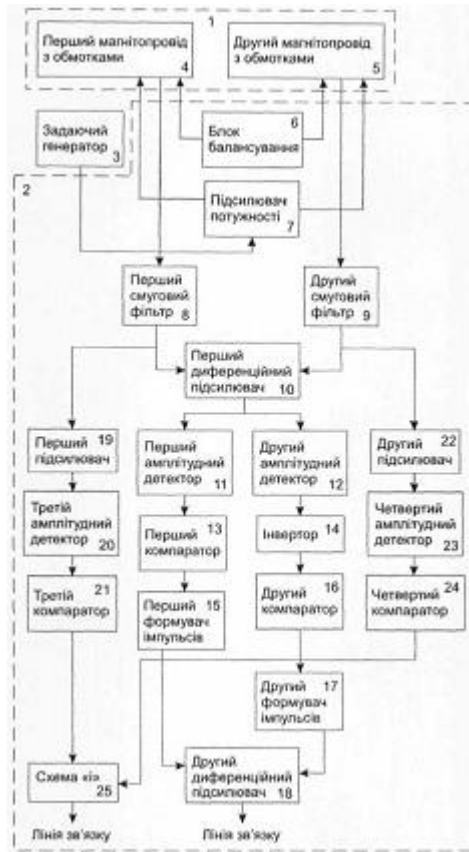 1
Перший магнітопровід
з обмотками
4
Другий магнітопровід
з обмотками
5
Задаючий
генератор
3
6
Блок
балансування
2
Підсилювач
потужності
7
Перший
смуговий
фільтр 8
Другий
смуговий
фільтр 9
Перший
диференційний
підсилювач
10
Перший 19
підсилювач
Перший
амплітудний
детектор
11
Другий
амплітудний
детектор
12
Другий 22
підсилювач
Третій
амплітудний
детектор
20
Перший 13
компаратор
Інвертор 14
Четвертий
амплітудний
детектор
23
Третій 21
компаратор
Перший 15
формувач
імпульсів
Другий 16
компаратор
Четвертий 24
компаратор
Другий 17
формувач
імпульсів
Схема «і»
25
Другий
диференційний
підсилювач
18
Лінія зв'язку
Лінія зв'язку